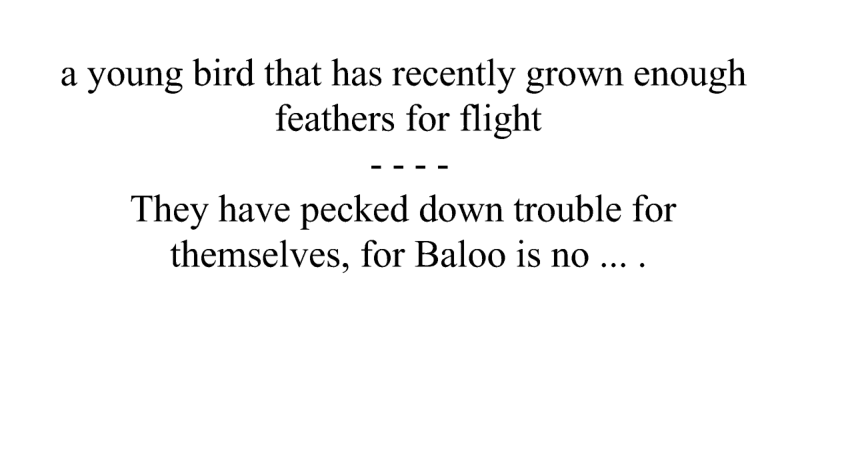 a young bird that has recently grown enough
feathers for flight
- - - -
They have pecked down trouble for
themselves, for Baloo is no ... .